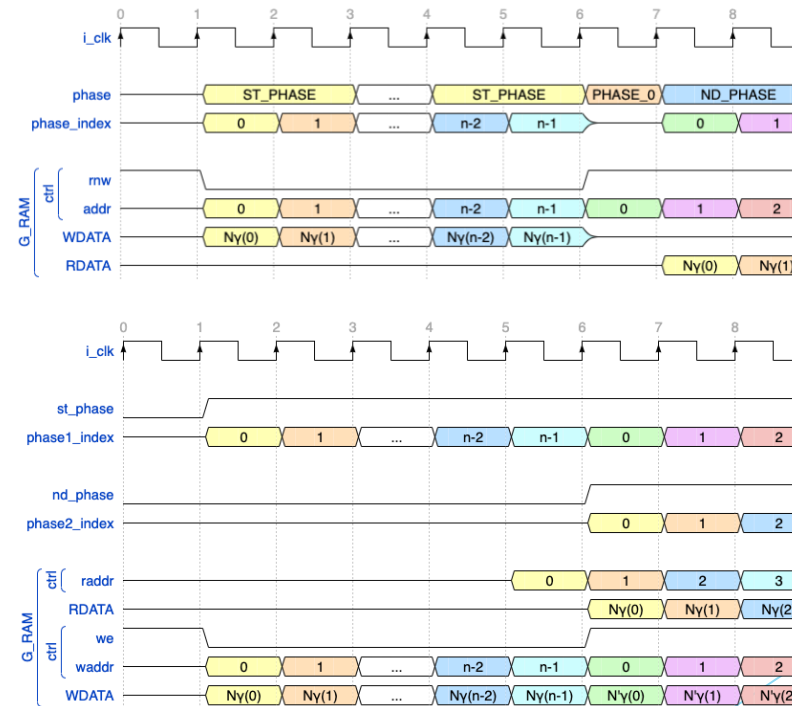 0 1 2 3 4 5 6 7 8
i_clk
phase ST_PHASE ... ST_PHASE PHASE_0 ND_PHASE
phase_index 0 1 ... n-2 n-1 0 1
G_RAM
ctrl
rnw
addr 0 1 ... n-2 n-1 0 1 2
WDATA Nγ(0) Nγ(1) ... Nγ(n-2) Nγ(n-1)
RDATA Nγ(0) Nγ(1)
0 1 2 3 4 5 6 7 8
i_clk
st_phase
phase1_index 0 1 ... n-2 n-1 0 1 2
nd_phase
phase2_index 0 1 2
G_RAM
ctrl
raddr 0 1 2 3
RDATA Nγ(0) Nγ(1) Nγ(2
ctrl
we
waddr 0 1 ... n-2 n-1 0 1 2
WDATA Nγ(0) Nγ(1) ... Nγ(n-2) Nγ(n-1) N'γ(0) N'γ(1) N'γ(2